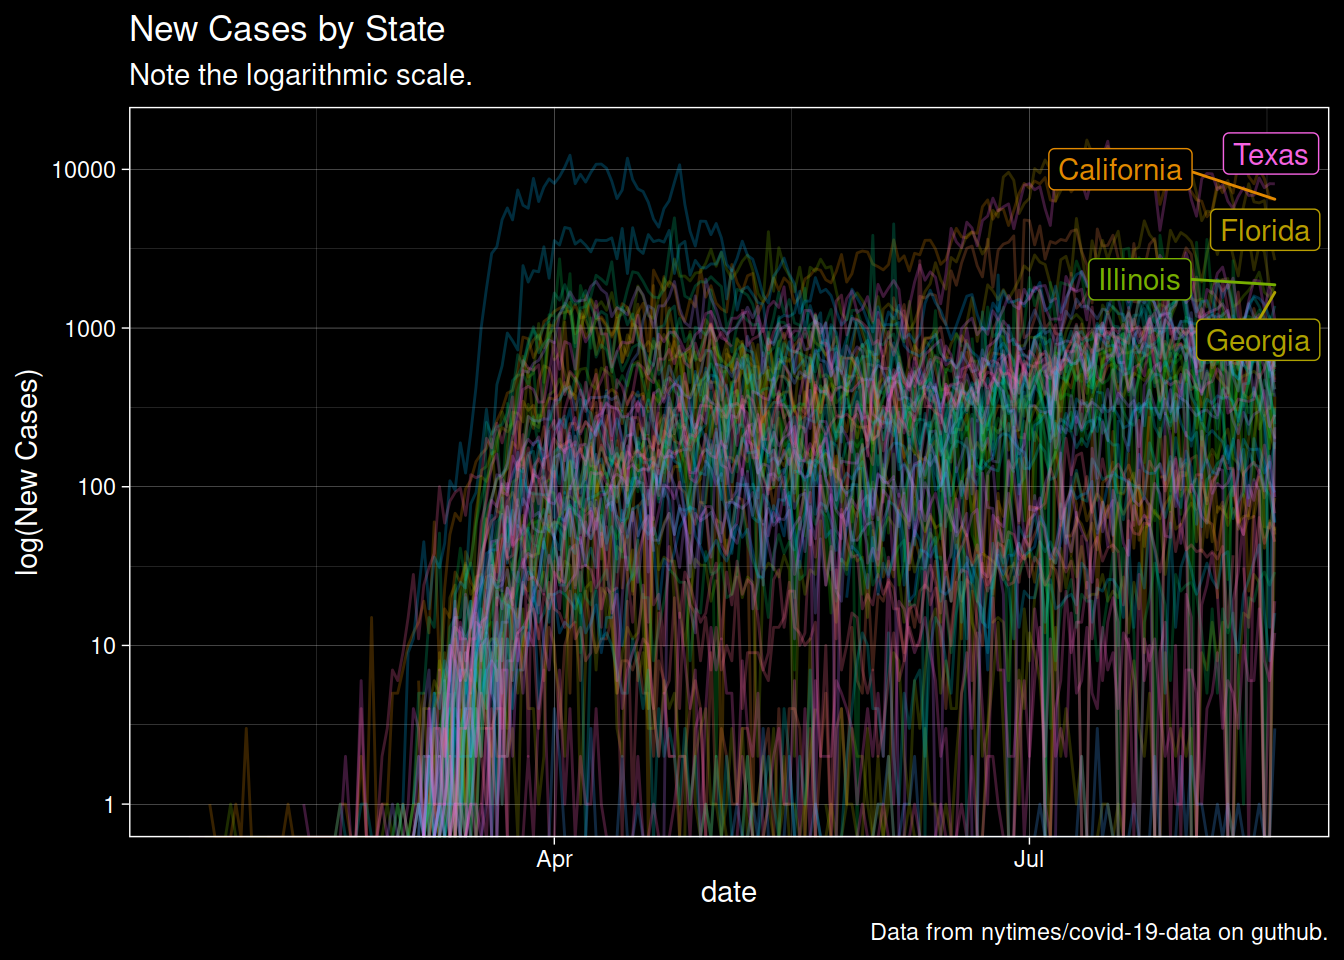 New Cases by State
Note the logarithmic scale.
10000
1000
100
10
1
log(New Cases)
Texas
California
Florida
Illinois
Georgia
Apr
Jul
date
Data from nytimes/covid-19-data on guthub.